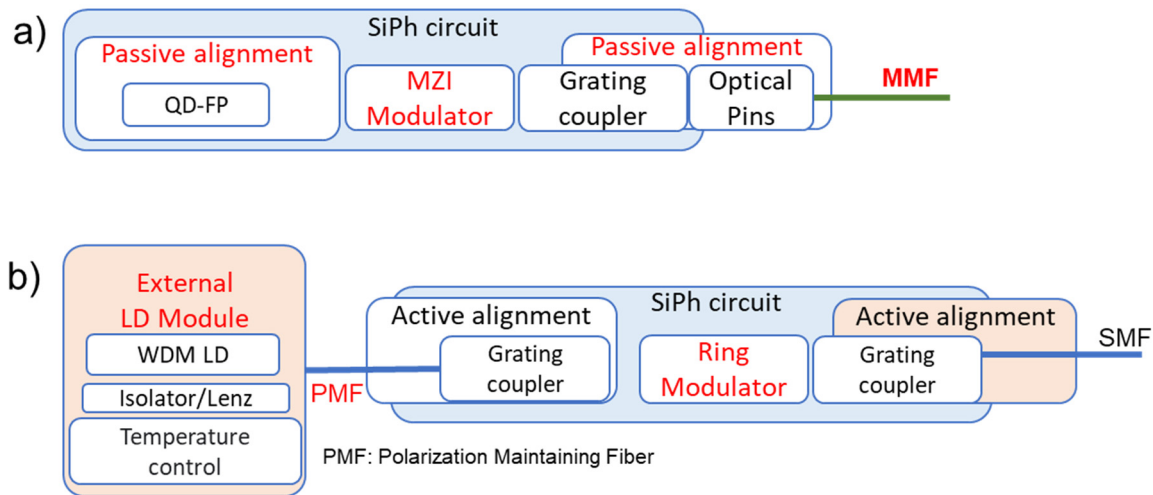 a)
SiPh circuit
Passive alignment
QD-FP
MZI
Modulator
Passive alignment
Grating
coupler
Optical
Pins
MMF
b)
External
LD Module
WDM LD
Isolator/Lenz
Temperature
control
PMF
Active alignment
Grating
coupler
SiPh circuit
Ring
Modulator
Active alignment
Grating
coupler
SMF
PMF: Polarization Maintaining Fiber